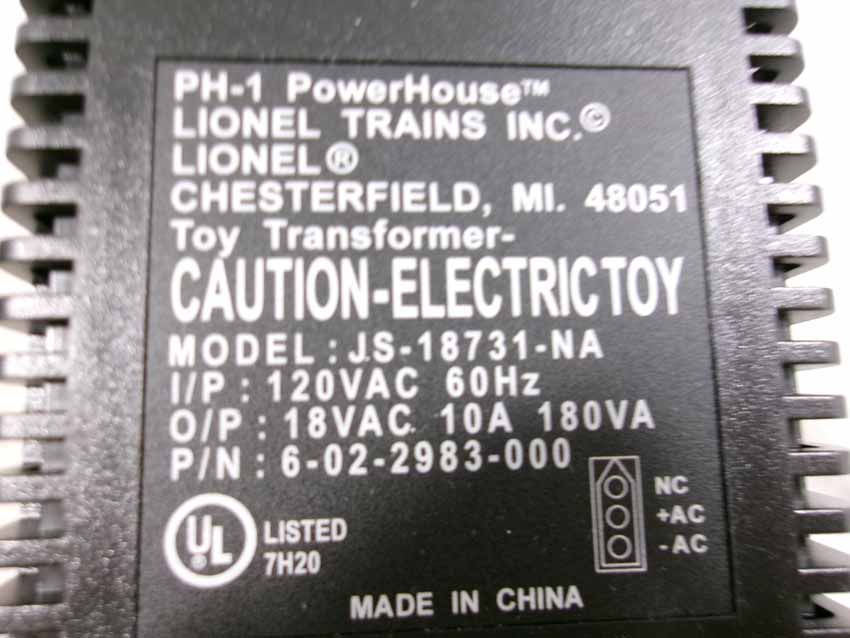 PH-1 PowerHouse™
LIONEL TRAINS INC.©
LIONEL®
CHESTERFIELD, MI. 48051
Toy Transformer-
CAUTION-ELECTRIC TOY
MODEL : JS-18731-NA
I/P : 120VAC 60Hz
O/P : 18VAC 10A 180VA
P/N : 6-02-2983-000
NC
+AC
-AC
UL LISTED
7H20
MADE IN CHINA